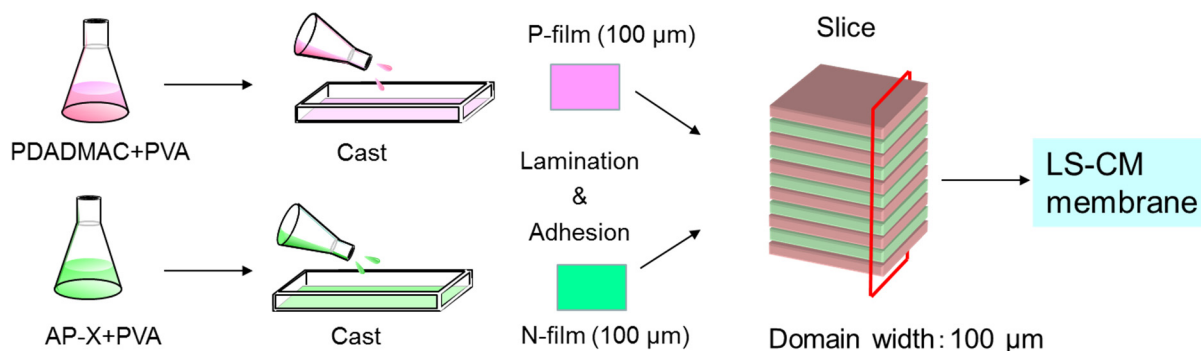 PDADMAC+PVA
Cast
P-film (100 μm)
Lamination
&
Adhesion
AP-X+PVA
Cast
N-film (100 μm)
Slice
Domain width:100 μm
LS-CM
membrane